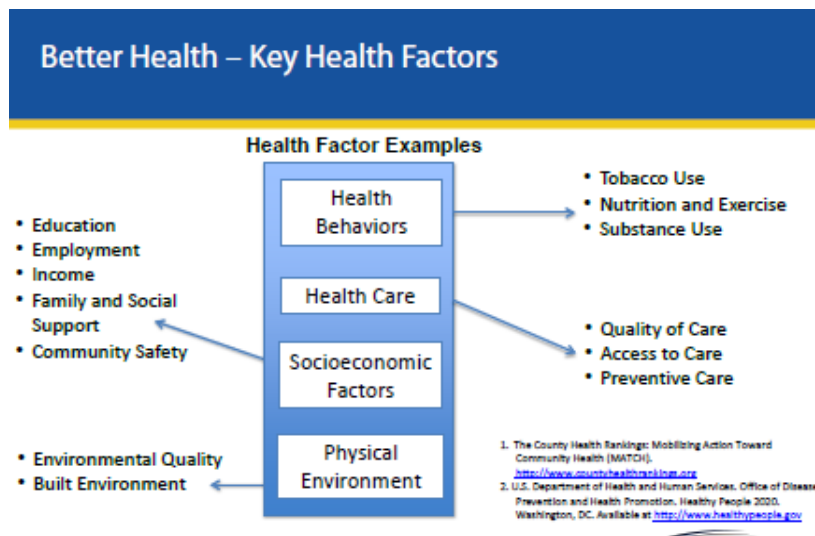 Better Health – Key Health Factors
Health Factor Examples
Health
Behaviors
• Tobacco Use
• Nutrition and Exercise
• Substance Use
• Education
• Employment
• Income
• Family and Social
Support
• Community Safety
Health Care
• Quality of Care
• Access to Care
• Preventive Care
Socioeconomic
Factors
Physical
Environment
• Environmental Quality
• Built Environment
1. The County Health Rankings: Mobilizing Action Toward
Community Health (MATCH).
http://www.countyhealthrankings.org
2. U.S. Department of Health and Human Services. Office of Disease
Prevention and Health Promotion. Healthy People 2020.
Washington, DC. Available at http://www.healthypeople.gov